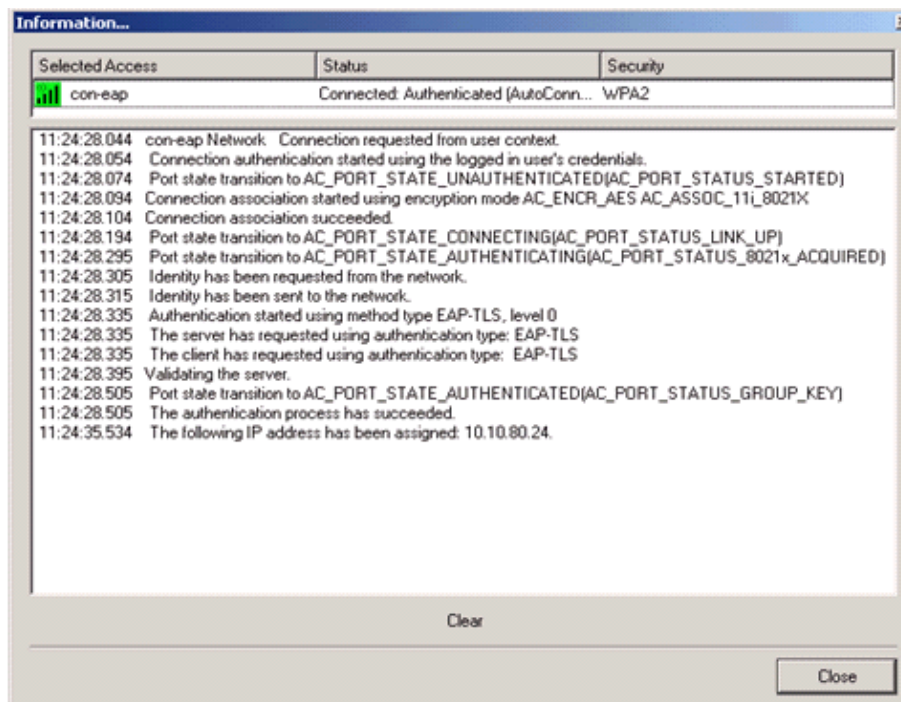 Information...
Selected Access Status Security
con-eap Connected: Authenticated (AutoConn... WPA2
11:24:28.044 con-eap Network Connection requested from user context.
11:24:28.054 Connection authentication started using the logged in user's credentials.
11:24:28.074 Port state transition to AC_PORT_STATE_UNAUTHENTICATED(AC_PORT_STATUS_STARTED)
11:24:28.094 Connection association started using encryption mode AC_ENCR_AES AC_ASSOC_11i_8021X
11:24:28.104 Connection association succeeded.
11:24:28.194 Port state transition to AC_PORT_STATE_CONNECTING(AC_PORT_STATUS_LINK_UP)
11:24:28.295 Port state transition to AC_PORT_STATE_AUTHENTICATING(AC_PORT_STATUS_8021x_ACQUIRED)
11:24:28.305 Identity has been requested from the network.
11:24:28.315 Identity has been sent to the network.
11:24:28.335 Authentication started using method type EAP-TLS, level 0
11:24:28.335 The server has requested using authentication type: EAP-TLS
11:24:28.335 The client has requested using authentication type: EAP-TLS
11:24:28.395 Validating the server.
11:24:28.505 Port state transition to AC_PORT_STATE_AUTHENTICATED(AC_PORT_STATUS_GROUP_KEY)
11:24:28.505 The authentication process has succeeded.
11:24:35.534 The following IP address has been assigned: 10.10.80.24.
Clear
Close